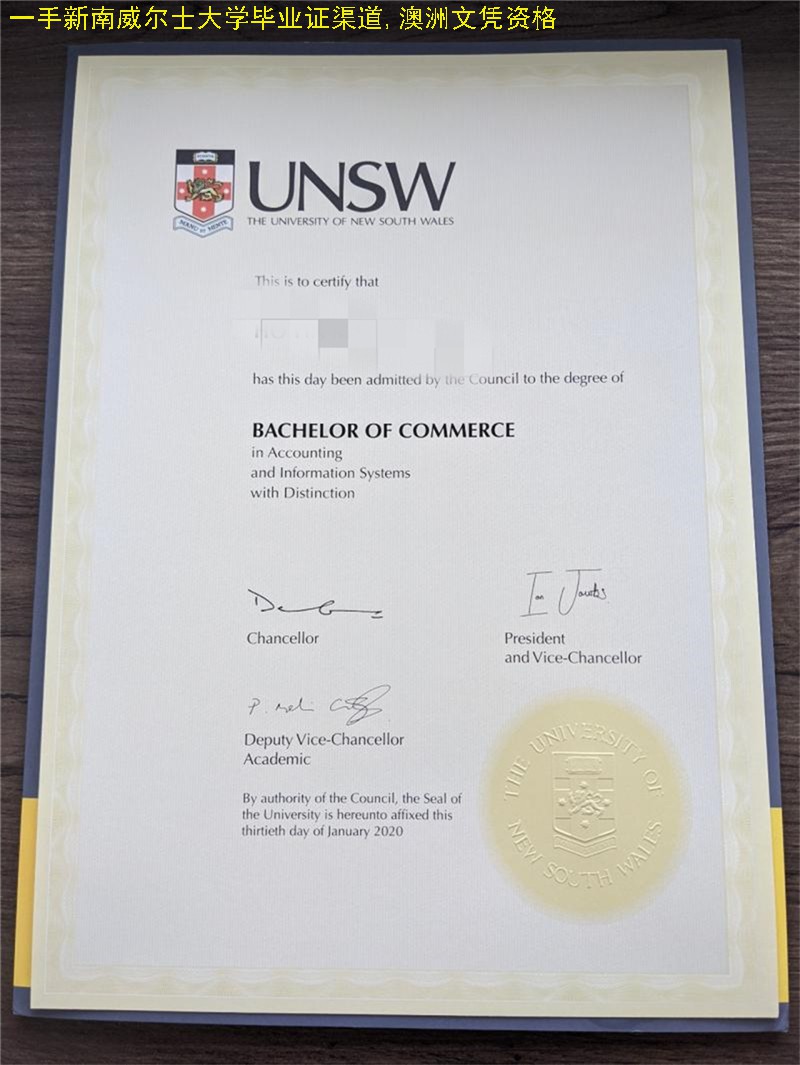 一手新南威尔士大学毕业证渠道, 澳洲文凭资格
UNSW
THE UNIVERSITY OF NEW SOUTH WALES
MANU ET MENTE
This is to certify that
has this day been admitted by the Council to the degree of
BACHELOR OF COMMERCE
in Accounting
and Information Systems
with Distinction
Ian Jacobs
Chancellor
President
and Vice-Chancellor
Deputy Vice-Chancellor
Academic
By authority of the Council, the Seal of
the University is hereunto affixed this
thirtieth day of January 2020
THE UNIVERSITY OF
NEW SOUTH WALES